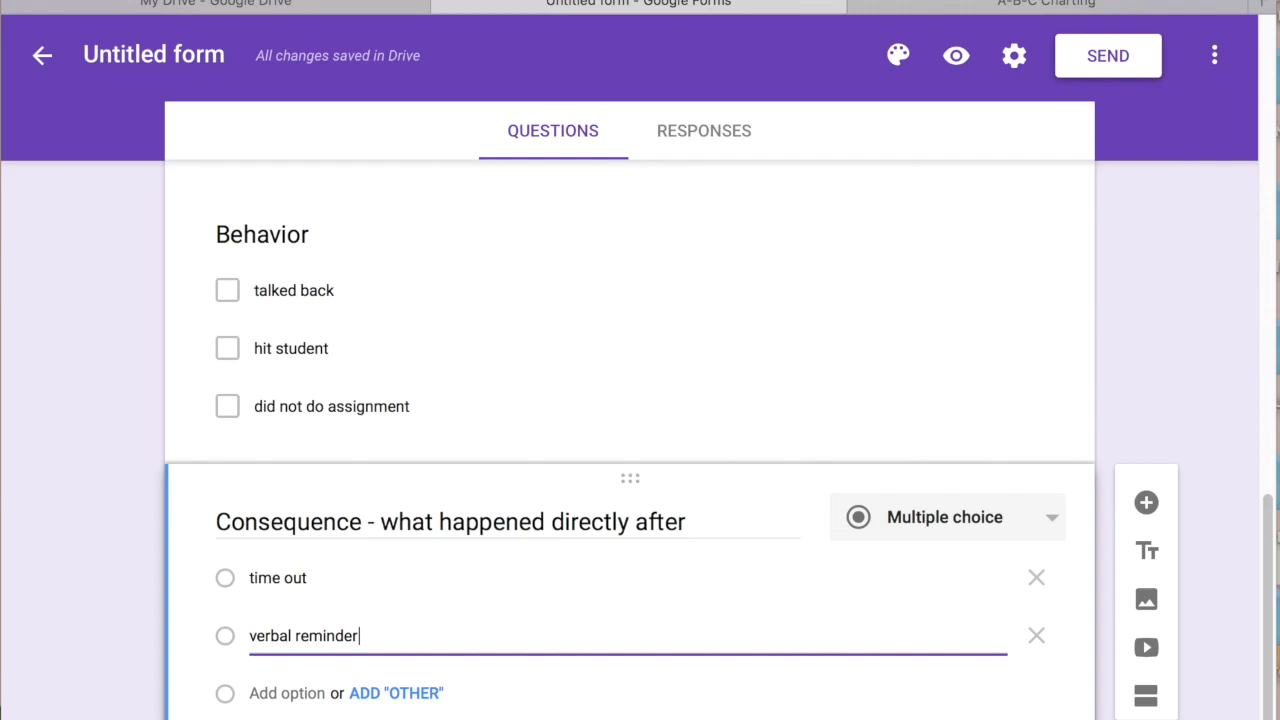 My Drive - Google Drive
Untitled form - Google Forms
A-B-C Charting
Untitled form
All changes saved in Drive
SEND
QUESTIONS
RESPONSES
Behavior
talked back
hit student
did not do assignment
Consequence - what happened directly after
Multiple choice
time out
verbal reminder
Add option or ADD "OTHER"